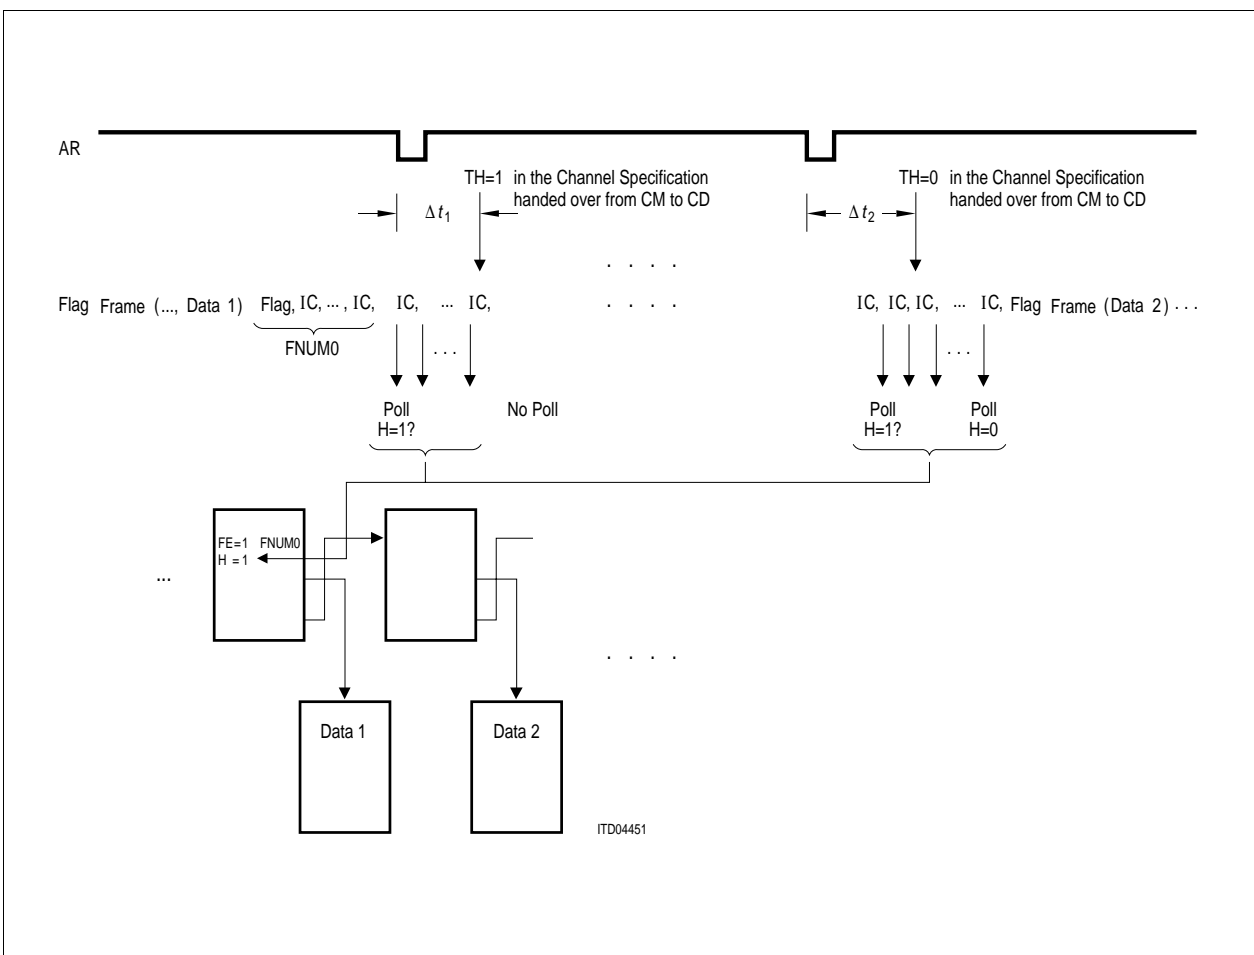 AR
TH=1 in the Channel Specification
handed over from CM to CD
TH=0 in the Channel Specification
handed over from CM to CD
Δ t1
Δ t2
. . . .
Flag Frame (..., Data 1) Flag, IC, ... , IC, IC, ... IC, . . . . IC, IC, IC, ... IC, Flag Frame (Data 2) . . .
FNUM0
. . .
. . .
Poll
H=1?
No Poll
Poll
H=1?
Poll
H=0
FE=1 FNUM0
H = 1
...
. . . .
Data 1
Data 2
ITD04451